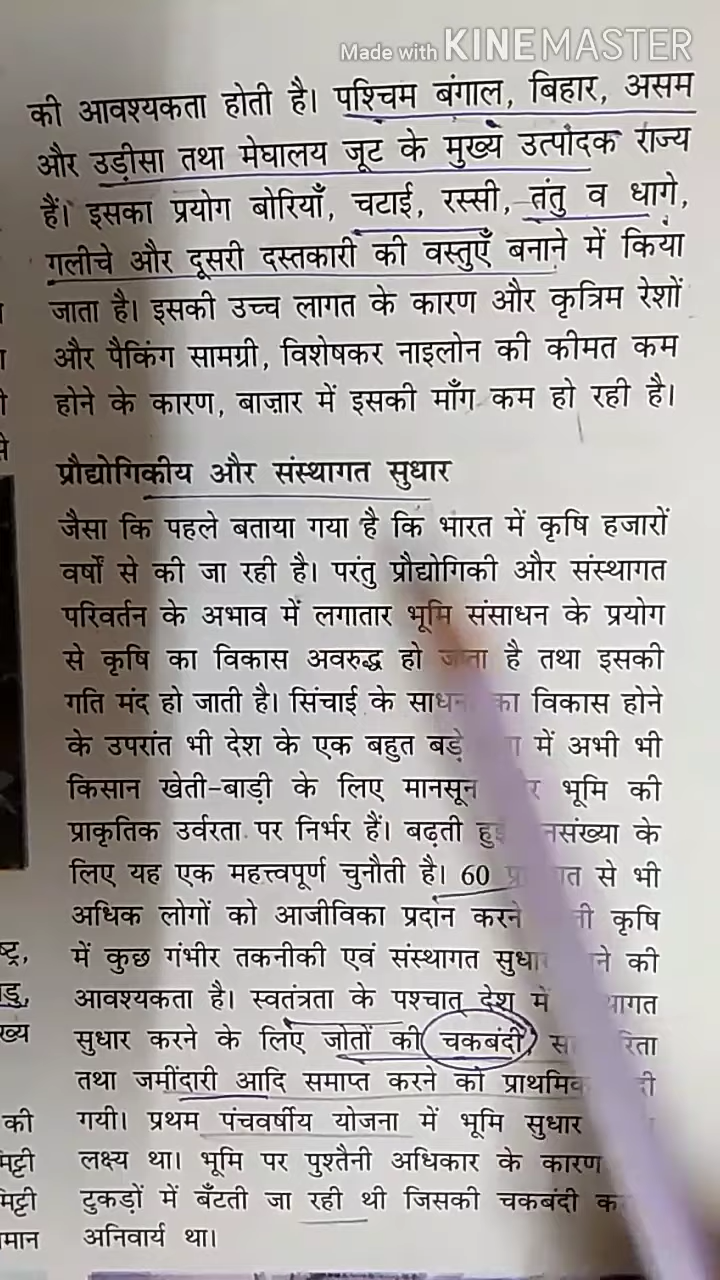 Made with KINEMASTER
की आवश्यकता होती है। पश्चिम बंगाल, बिहार, असम
और उड़ीसा तथा मेघालय जूट के मुख्य उत्पादक राज्य
हैं। इसका प्रयोग बोरियाँ, चटाई, रस्सी, तंतु व धागे,
गलीचे और दूसरी दस्तकारी की वस्तुएँ बनाने में किया
जाता है। इसकी उच्च लागत के कारण और कृत्रिम रेशों
और पैकिंग सामग्री, विशेषकर नाइलोन की कीमत कम
होने के कारण, बाज़ार में इसकी माँग कम हो रही है।
प्रौद्योगिकीय और संस्थागत सुधार
जैसा कि पहले बताया गया है कि भारत में कृषि हजारों
वर्षों से की जा रही है। परंतु प्रौद्योगिकी और संस्थागत
परिवर्तन के अभाव में लगातार भूमि संसाधन के प्रयोग
से कृषि का विकास अवरुद्ध हो जाता है तथा इसकी
गति मंद हो जाती है। सिंचाई के साधन का विकास होने
के उपरांत भी देश के एक बहुत बड़े में अभी भी
किसान खेती-बाड़ी के लिए मानसून भूमि की
प्राकृतिक उर्वरता पर निर्भर हैं। बढ़ती हुई के
लिए यह एक महत्त्वपूर्ण चुनौती है। 60 से भी
अधिक लोगों को आजीविका प्रदान करने कृषि
में कुछ गंभीर तकनीकी एवं संस्थागत की
आवश्यकता है। स्वतंत्रता के पश्चात् देश में
सुधार करने के लिए जोतों की चकबंदी,
तथा जमींदारी आदि समाप्त करने को
गयी। प्रथम पंचवर्षीय योजना में भूमि सुधार
लक्ष्य था। भूमि पर पुश्तैनी अधिकार के कारण
टुकड़ों में बँटती जा रही थी जिसकी चकबंदी
अनिवार्य था।